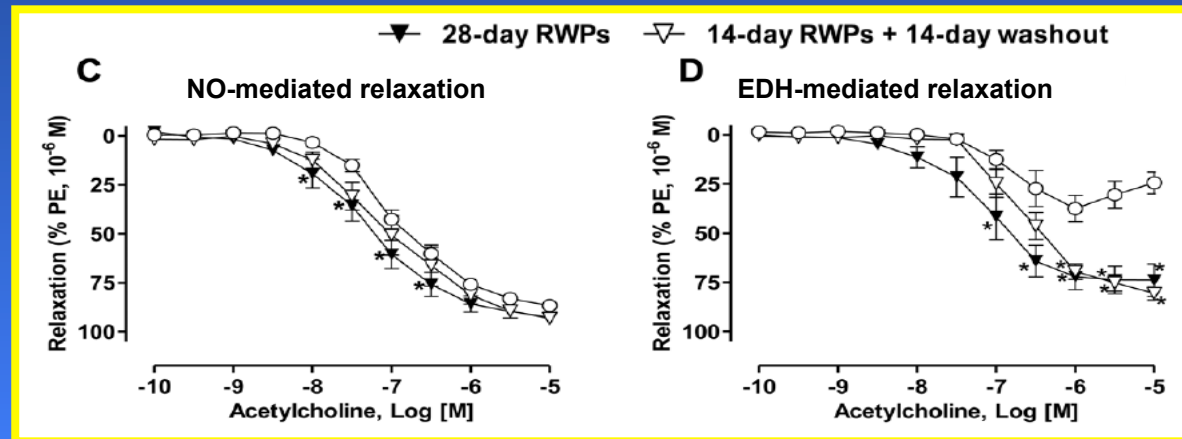 28-day RWPs 14-day RWPs + 14-day washout
C D
NO-mediated relaxation EDH-mediated relaxation
Relaxation (% PE, 10⁻⁶ M)
0
25
50
75
100
* * * *
-10 -9 -8 -7 -6 -5
Acetylcholine, Log [M]
Relaxation (% PE, 10⁻⁶ M)
0
25
50
75
100
* * * * * * * *
-10 -9 -8 -7 -6 -5
Acetylcholine, Log [M]